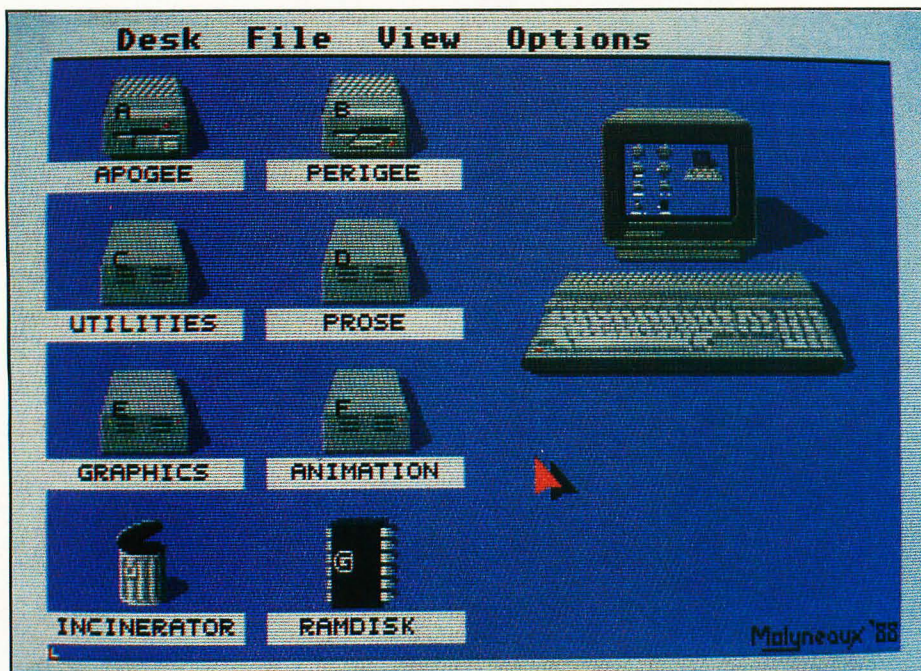 Desk File View Options
A B
APOGEE PERIGEE
C D
UTILITIES PROSE
E F
GRAPHICS ANIMATION
G
INCINERATOR RAMDISK
Molyneaux '88